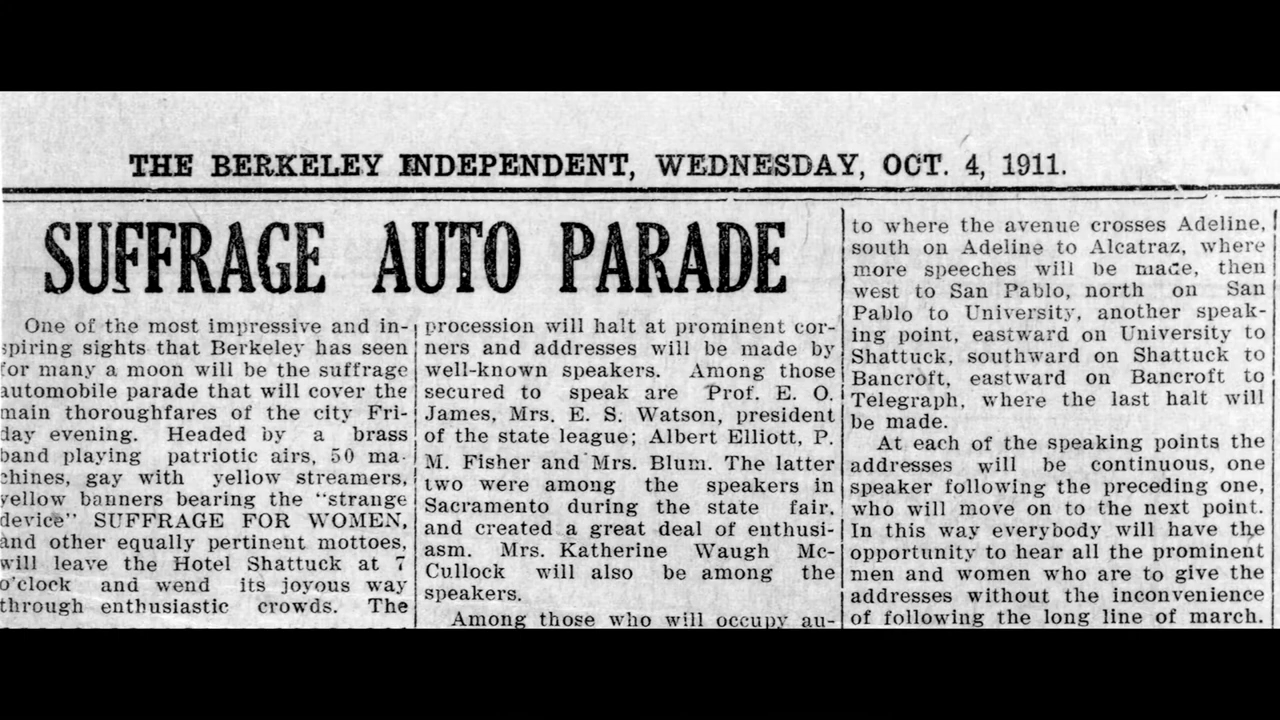 THE BERKELEY INDEPENDENT, WEDNESDAY, OCT. 4, 1911.
SUFFRAGE AUTO PARADE
One of the most impressive and in-
spiring sights that Berkeley has seen
for many a moon will be the suffrage
automobile parade that will cover the
main thoroughfares of the city Fri-
day evening. Headed by a brass
band playing patriotic airs, 50 ma-
chines, gay with yellow streamers,
yellow banners bearing the "strange
device" SUFFRAGE FOR WOMEN,
and other equally pertinent mottoes,
will leave the Hotel Shattuck at 7
o'clock and wend its joyous way
through enthusiastic crowds. The
procession will halt at prominent cor-
ners and addresses will be made by
well-known speakers. Among those
secured to speak are Prof. E. O.
James, Mrs. E. S. Watson, president
of the state league; Albert Elliott, P.
M. Fisher and Mrs. Blum. The latter
two were among the speakers in
Sacramento during the state fair,
and created a great deal of enthusi-
asm. Mrs. Katherine Waugh Mc-
Cullock will also be among the
speakers.
Among those who will occupy au-
to where the avenue crosses Adeline,
south on Adeline to Alcatraz, where
more speeches will be made, then
west to San Pablo, north on San
Pablo to University, another speak-
ing point, eastward on University to
Shattuck, southward on Shattuck to
Bancroft, eastward on Bancroft to
Telegraph, where the last halt will
be made.
At each of the speaking points the
addresses will be continuous, one
speaker following the preceding one,
who will move on to the next point.
In this way everybody will have the
opportunity to hear all the prominent
men and women who are to give the
addresses without the inconvenience
of following the long line of march.